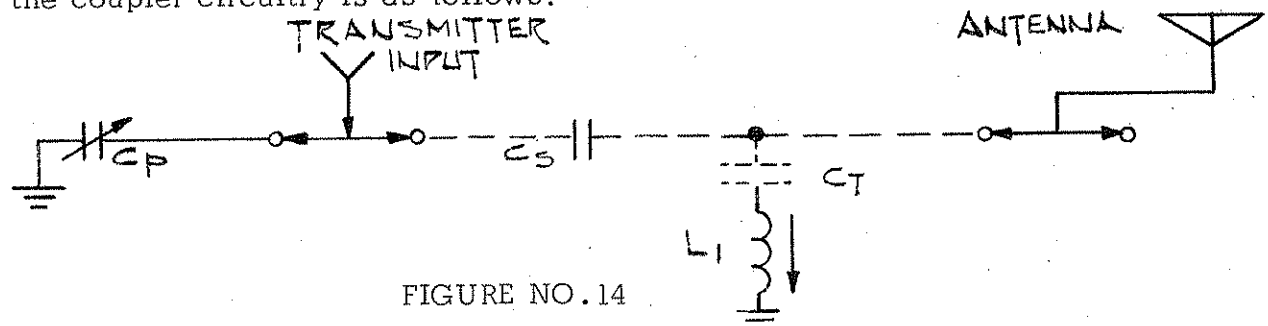 the coupler circuitry is as follows:
TRANSMITTER
INPUT
ANTENNA
CP
CS
CT
L1
FIGURE NO.14